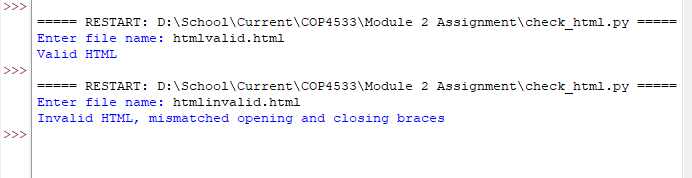 >>>
===== RESTART: D:\School\Current\COP4533\Module 2 Assignment\check_html.py =====
Enter file name: htmlvalid.html
Valid HTML
>>>
===== RESTART: D:\School\Current\COP4533\Module 2 Assignment\check_html.py =====
Enter file name: htmlinvalid.html
Invalid HTML, mismatched opening and closing braces
>>>